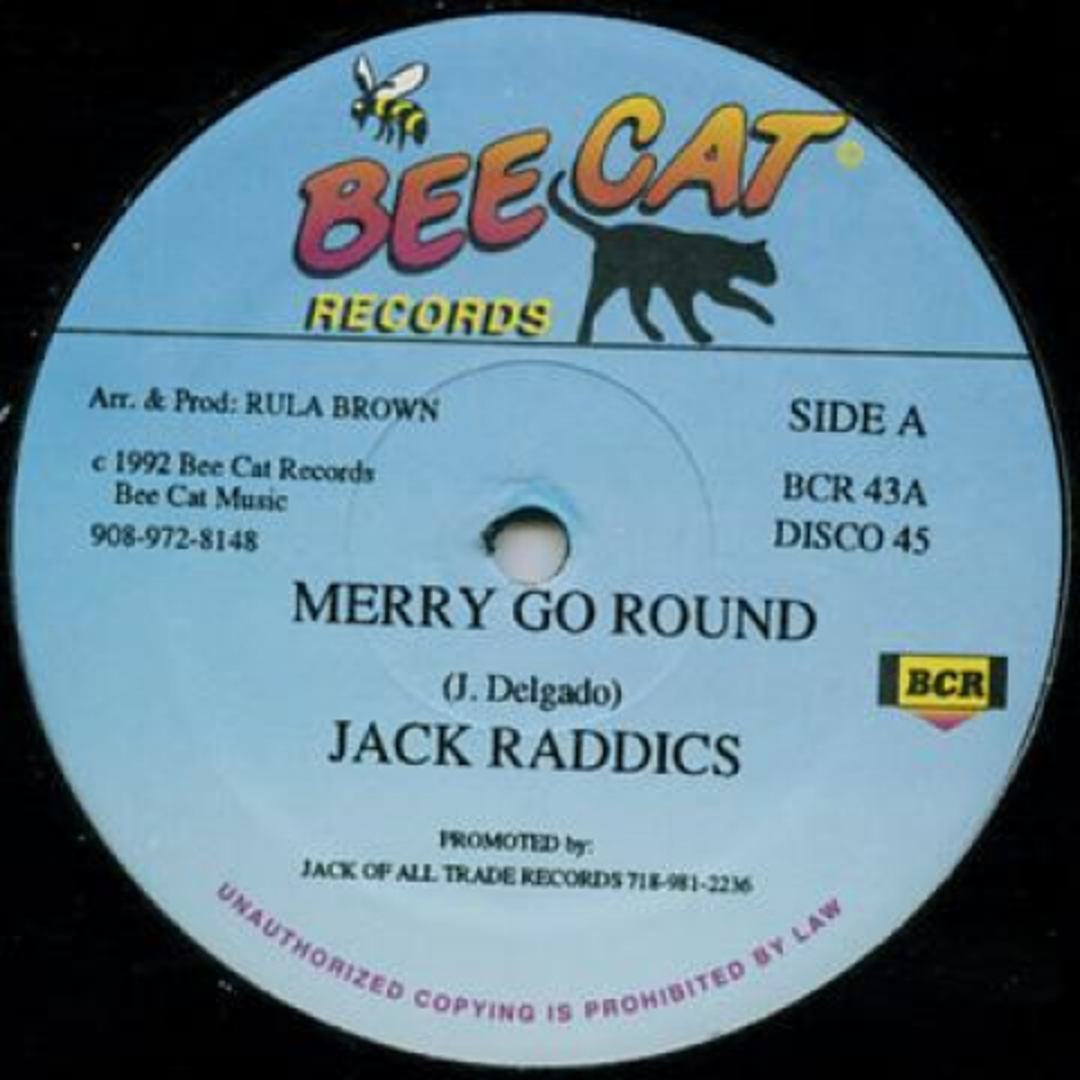 BEE CAT
RECORDS
Arr. & Prod: RULA BROWN
SIDE A
c 1992 Bee Cat Records
Bee Cat Music
BCR 43A
908-972-8148
DISCO 45
MERRY GO ROUND
(J. Delgado)
BCR
JACK RADDICS
PROMOTED by:
JACK OF ALL TRADE RECORDS 718-981-2236
UNAUTHORIZED COPYING IS PROHIBITED BY LAW